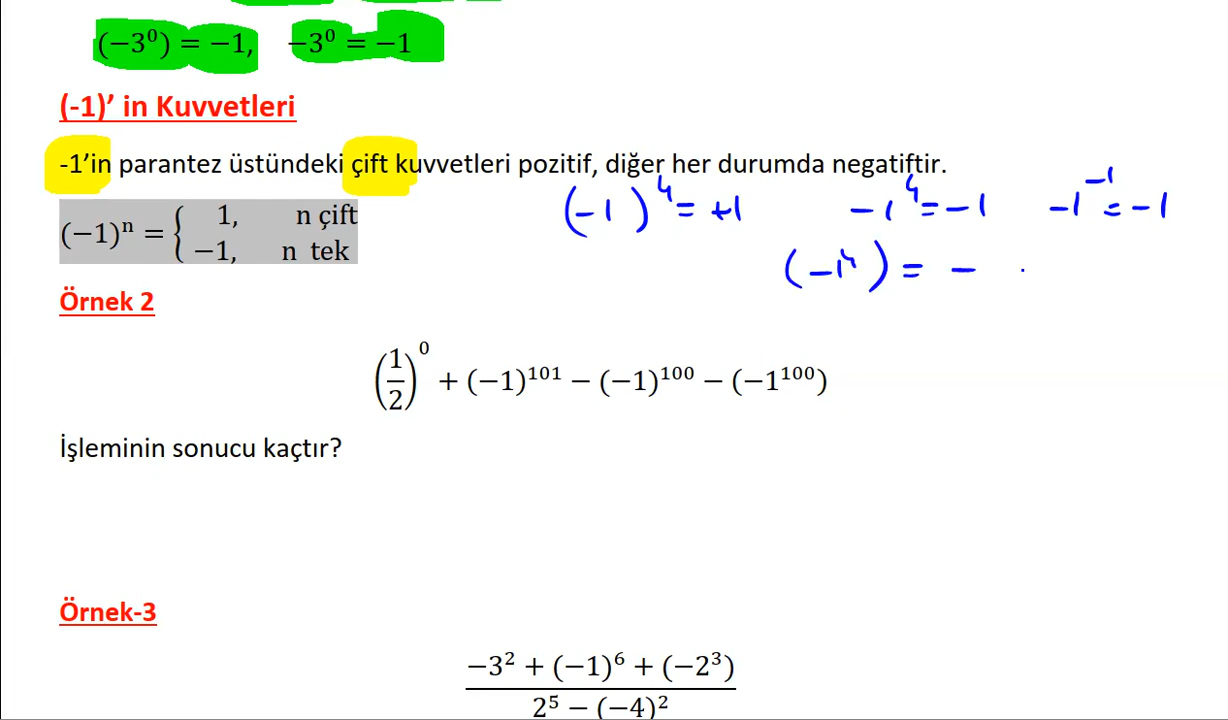 (−3⁰) = −1, −3⁰ = −1
(-1)' in Kuvvetleri
-1'in parantez üstündeki çift kuvvetleri pozitif, diğer her durumda negatiftir.
(−1)ⁿ = { 1, n çift
−1, n tek
(−1)⁴ = +1 −1⁴ = −1 −1⁻¹ = −1
(−1⁴) = −
Örnek 2
(1/2)⁰ + (−1)¹⁰¹ − (−1)¹⁰⁰ − (−1¹⁰⁰)
İşleminin sonucu kaçtır?
Örnek-3
−3² + (−1)⁶ + (−2³)
2⁵ − (−4)²